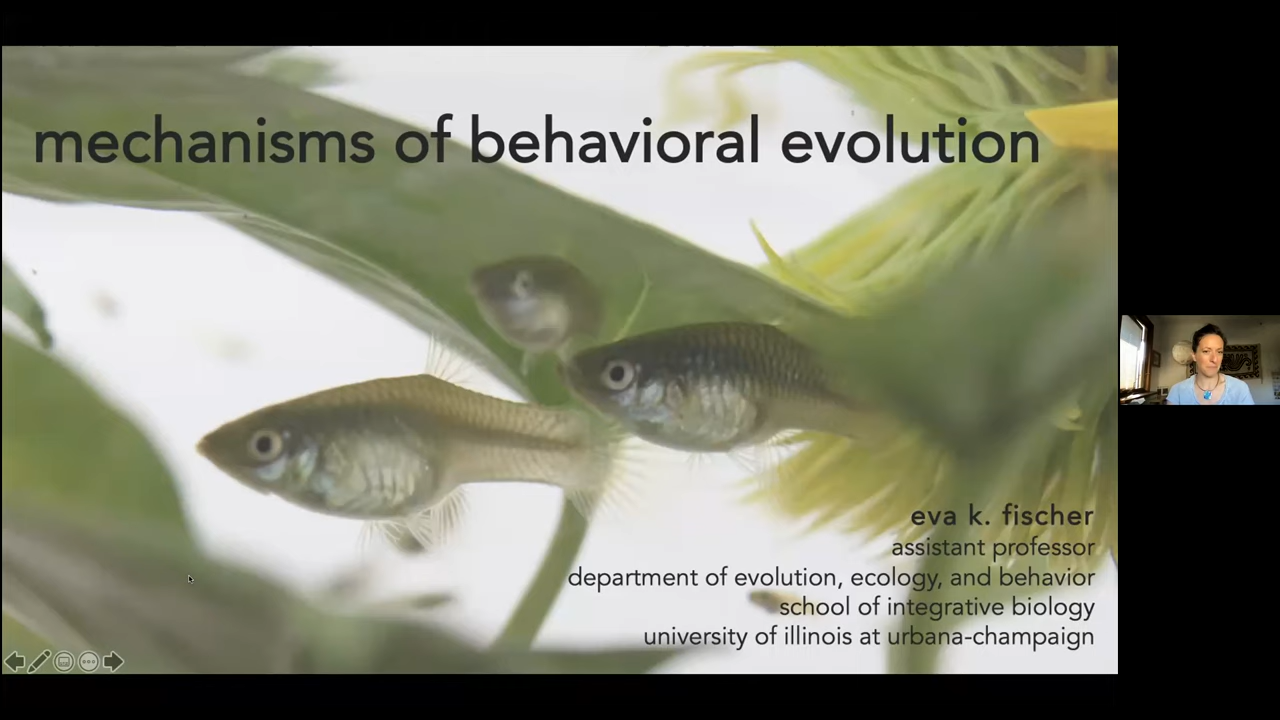 mechanisms of behavioral evolution
eva k. fischer
assistant professor
department of evolution, ecology, and behavior
school of integrative biology
university of illinois at urbana-champaign